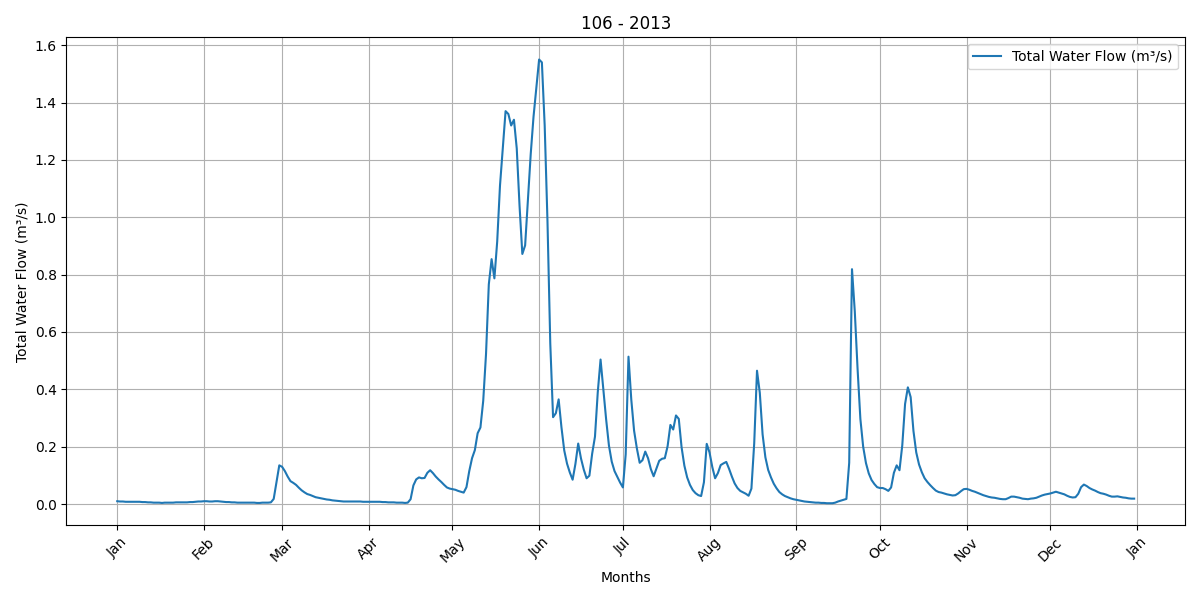 106 - 2013
Total Water Flow (m³/s)
1.6
1.4
1.2
1.0
0.8
0.6
0.4
0.2
0.0
Total Water Flow (m³/s)
Jan
Feb
Mar
Apr
May
Jun
Jul
Aug
Sep
Oct
Nov
Dec
Jan
Months